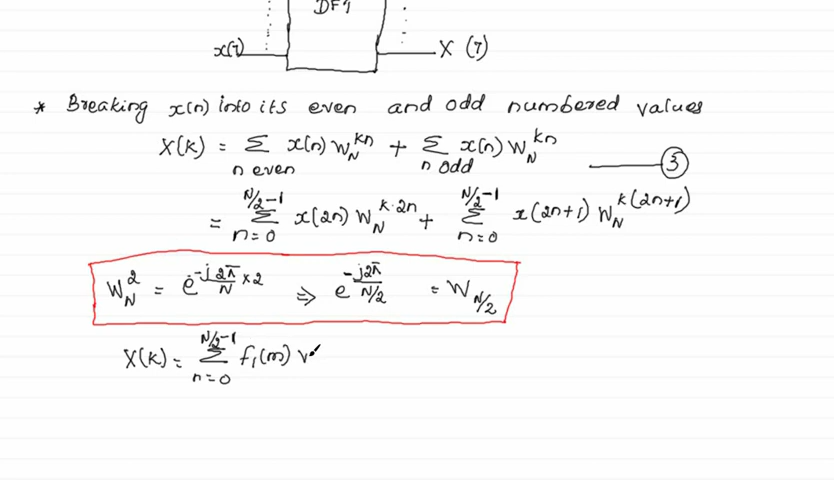 DFT
x(7) X(7)
* Breaking x(n) into its even and odd numbered values
X(k) = Σ_{n even} x(n) W_N^{kn} + Σ_{n odd} x(n) W_N^{kn} ③
= Σ_{n=0}^{N/2-1} x(2n) W_N^{k·2n} + Σ_{n=0}^{N/2-1} x(2n+1) W_N^{k(2n+1)}
W_N^2 = e^{-j2π/N ×2} ⇒ e^{-j2π/(N/2)} = W_{N/2}
X(k) = Σ_{n=0}^{N/2-1} f₁(m)